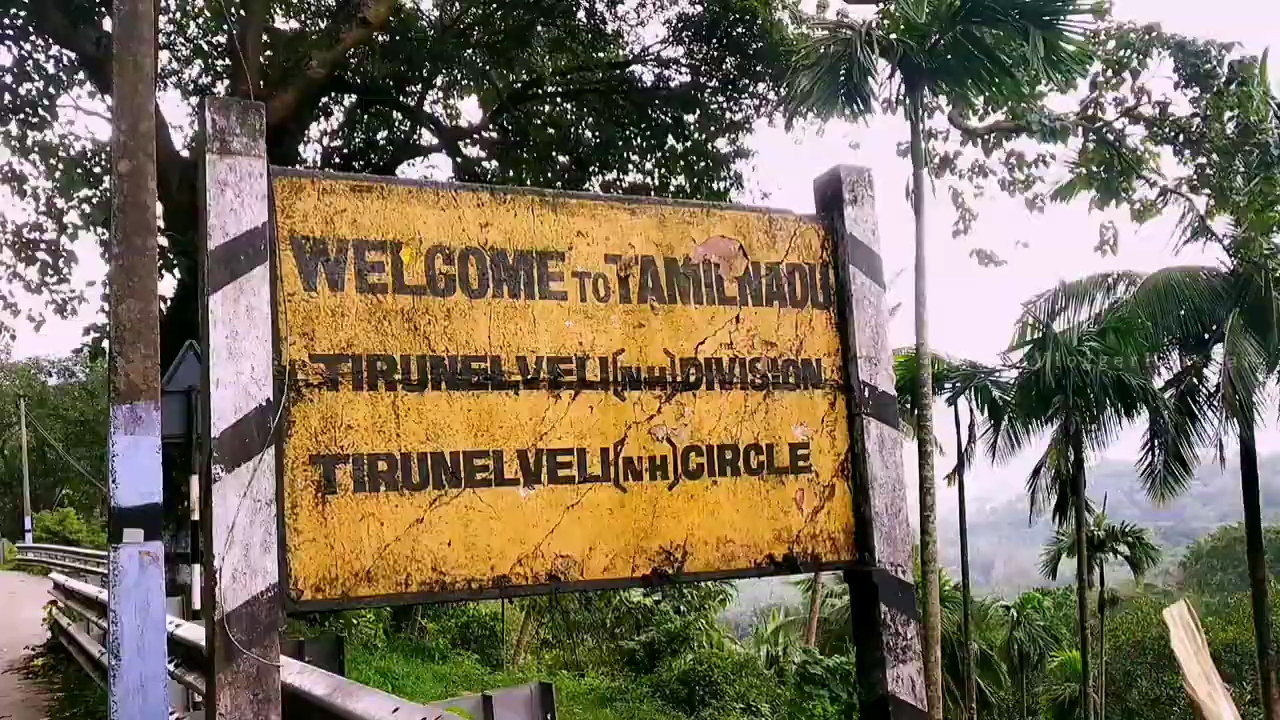 WELCOME TO TAMILNADU
TIRUNELVELI(NH)DIVISION
TIRUNELVELI(NH)CIRCLE